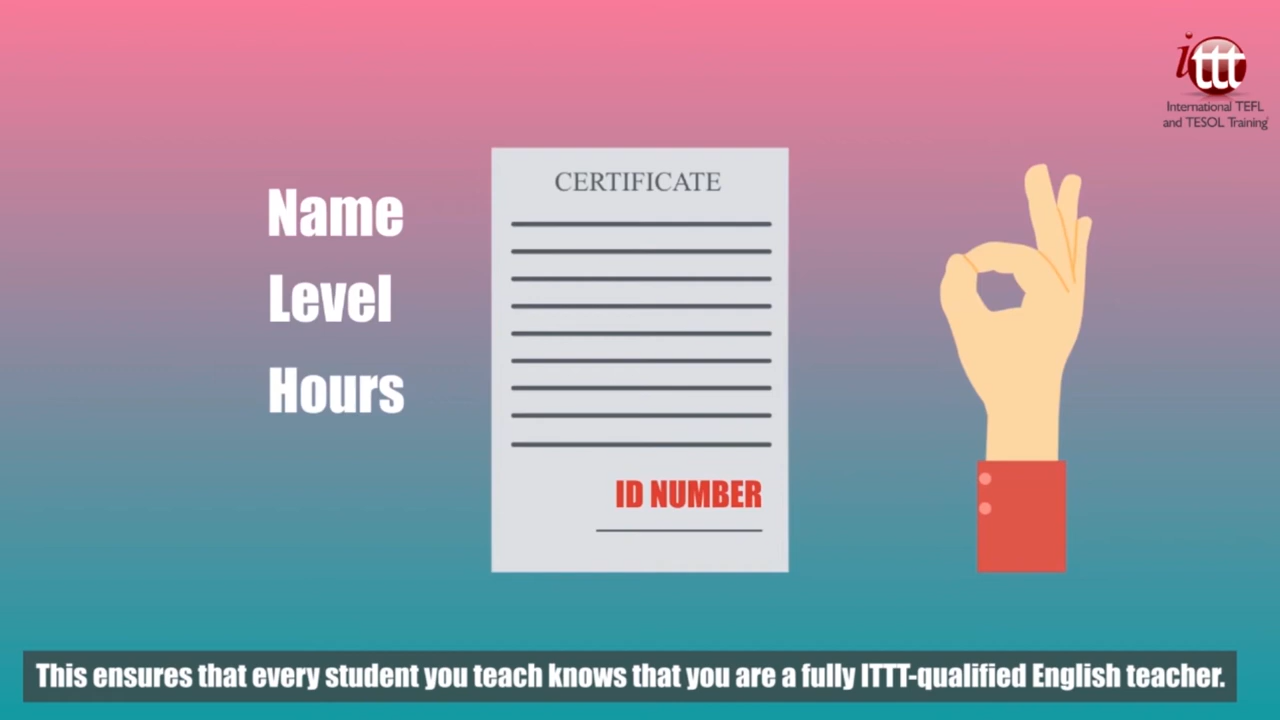 ittt
International TEFL
and TESOL Training
CERTIFICATE
Name
Level
Hours
ID NUMBER
This ensures that every student you teach knows that you are a fully ITTT-qualified English teacher.